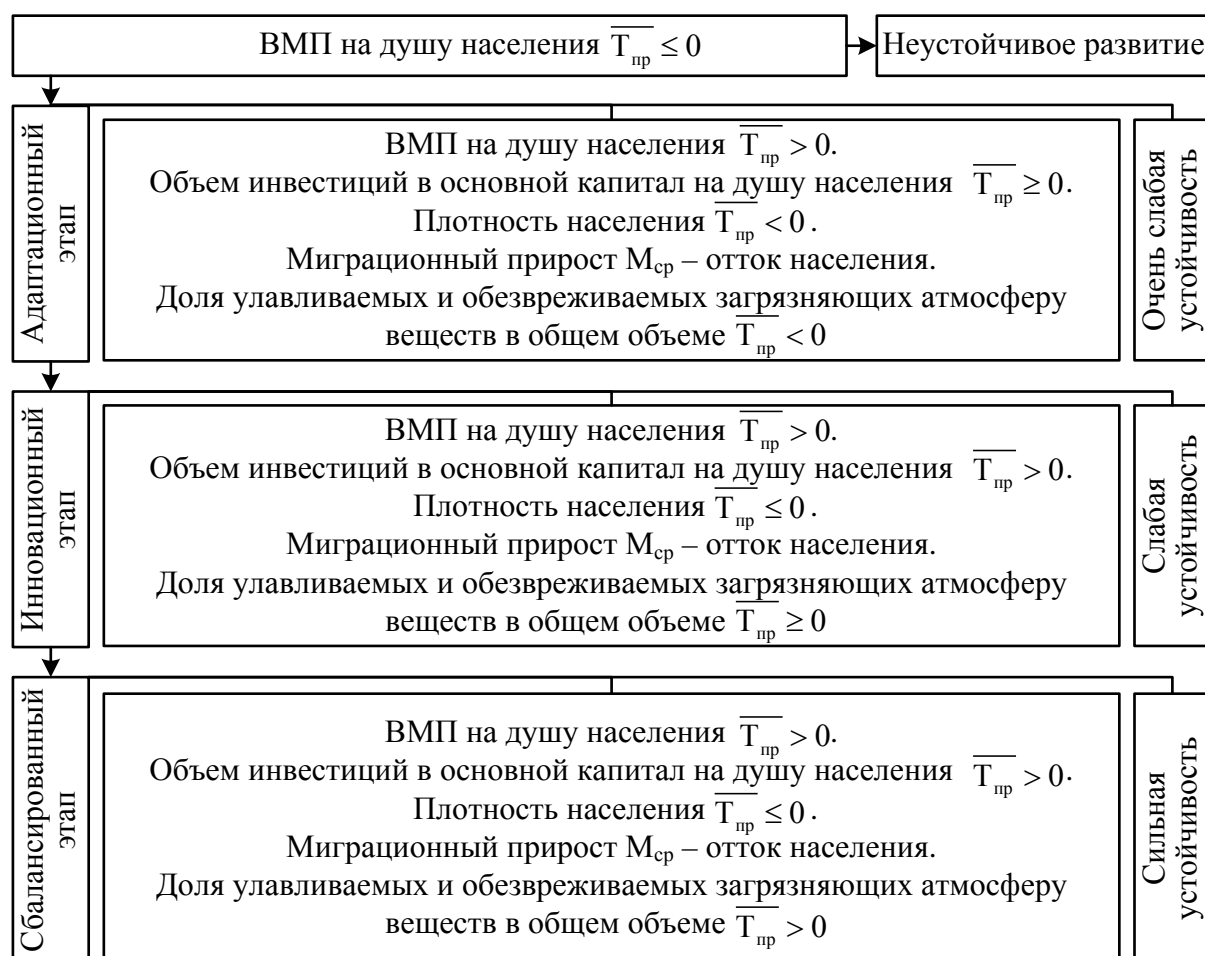 ВМП на душу населения T̅пр ≤ 0
Неустойчивое развитие
Адаптационный
этап
ВМП на душу населения T̅пр > 0.
Объем инвестиций в основной капитал на душу населения T̅пр ≥ 0.
Плотность населения T̅пр < 0.
Миграционный прирост Мср – отток населения.
Доля улавливаемых и обезвреживаемых загрязняющих атмосферу
веществ в общем объеме T̅пр < 0
Очень слабая
устойчивость
Инновационный
этап
ВМП на душу населения T̅пр > 0.
Объем инвестиций в основной капитал на душу населения T̅пр > 0.
Плотность населения T̅пр ≤ 0.
Миграционный прирост Мср – отток населения.
Доля улавливаемых и обезвреживаемых загрязняющих атмосферу
веществ в общем объеме T̅пр ≥ 0
Слабая
устойчивость
Сбалансированный
этап
ВМП на душу населения T̅пр > 0.
Объем инвестиций в основной капитал на душу населения T̅пр > 0.
Плотность населения T̅пр ≤ 0.
Миграционный прирост Мср – отток населения.
Доля улавливаемых и обезвреживаемых загрязняющих атмосферу
веществ в общем объеме T̅пр > 0
Сильная
устойчивость